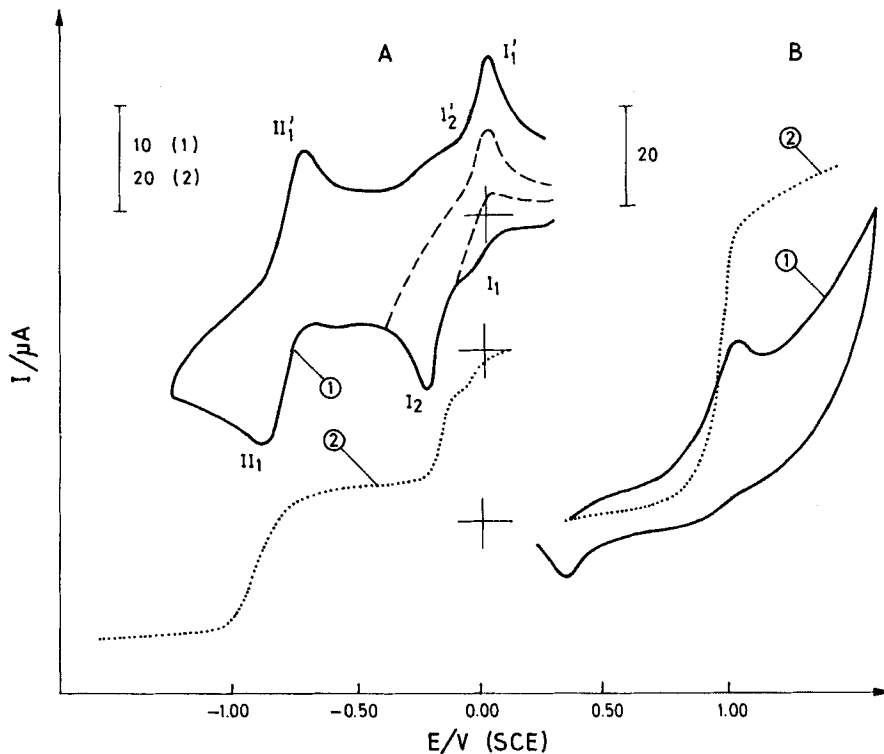 A
B
I₁′
I₂′
II₁′
10 (1)
20 (2)
20
②
①
I₁
I₂
①
②
II₁
I/μA
−1.00
−0.50
0.00
0.50
1.00
E/V (SCE)